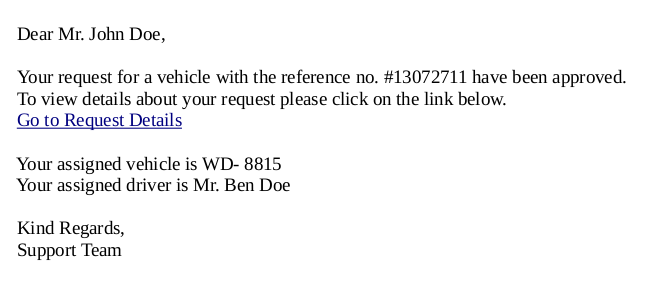 Dear Mr. John Doe,
Your request for a vehicle with the reference no. #13072711 have been approved.
To view details about your request please click on the link below.
Go to Request Details
Your assigned vehicle is WD- 8815
Your assigned driver is Mr. Ben Doe
Kind Regards,
Support Team